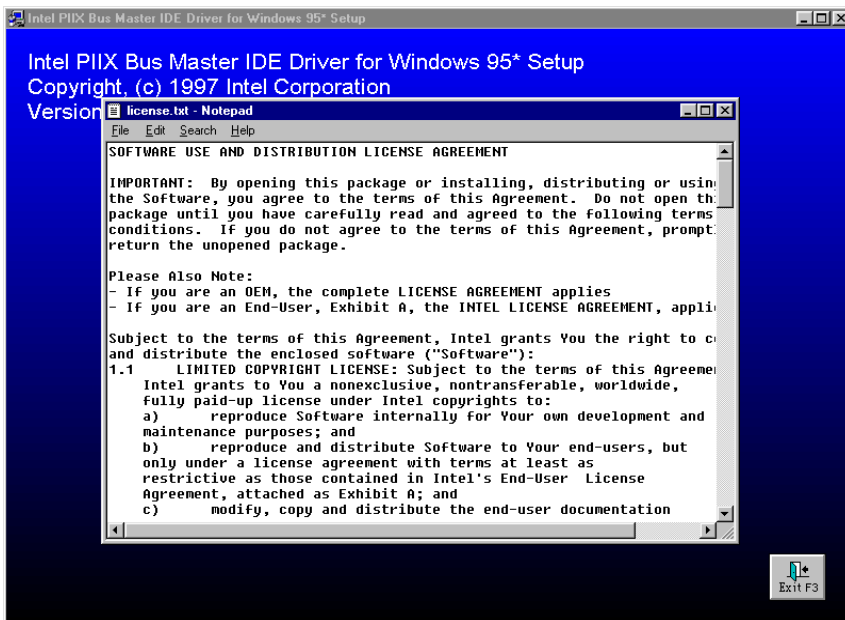 Intel PIIX Bus Master IDE Driver for Windows 95* Setup
Intel PIIX Bus Master IDE Driver for Windows 95* Setup
Copyright, (c) 1997 Intel Corporation
Version
license.txt - Notepad
File Edit Search Help
SOFTWARE USE AND DISTRIBUTION LICENSE AGREEMENT
IMPORTANT: By opening this package or installing, distributing or using
the Software, you agree to the terms of this Agreement. Do not open
package until you have carefully read and agreed to the following terms
conditions. If you do not agree to the terms of this Agreement,
return the unopened package.
Please Also Note:
- If you are an OEM, the complete LICENSE AGREEMENT applies
- If you are an End-User, Exhibit A, the INTEL LICENSE AGREEMENT,
Subject to the terms of this Agreement, Intel grants You the right to
and distribute the enclosed software ("Software"):
1.1 LIMITED COPYRIGHT LICENSE: Subject to the terms of this
Intel grants to You a nonexclusive, nontransferable, worldwide,
fully paid-up license under Intel copyrights to:
a) reproduce Software internally for Your own development and
maintenance purposes; and
b) reproduce and distribute Software to Your end-users, but
only under a license agreement with terms at least as
restrictive as those contained in Intel's End-User License
Agreement, attached as Exhibit A; and
c) modify, copy and distribute the end-user documentation
Exit F3